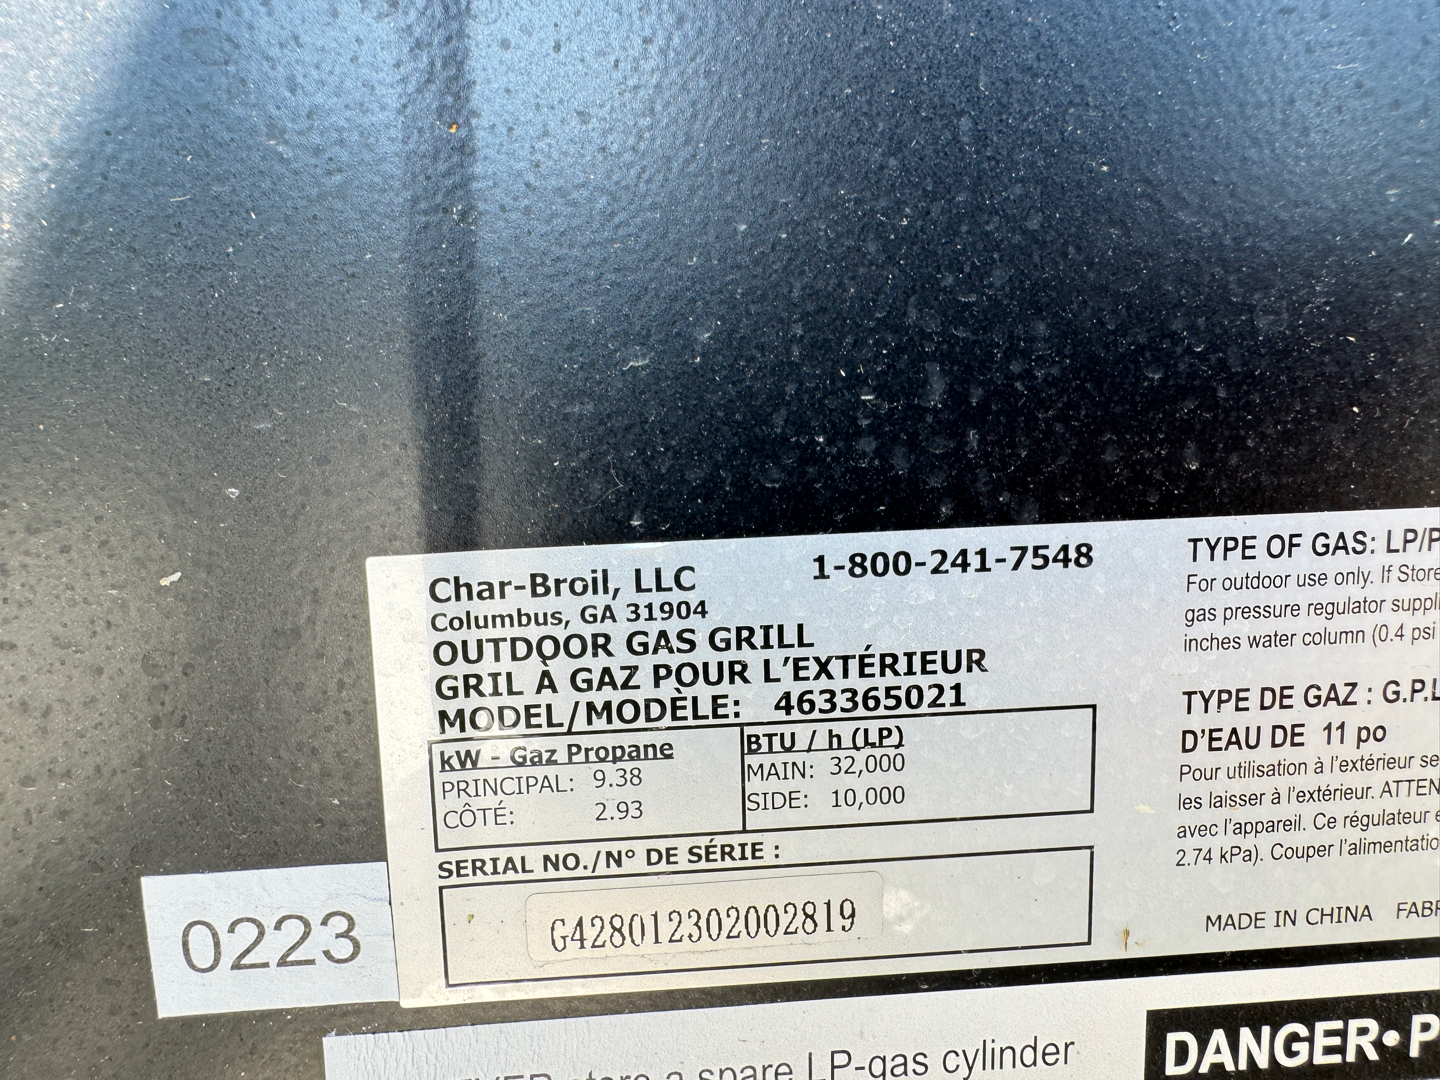 Char-Broil, LLC
1-800-241-7548
Columbus, GA 31904
OUTDOOR GAS GRILL
GRIL À GAZ POUR L'EXTÉRIEUR
MODEL/MODÈLE: 463365021
kW - Gaz Propane
PRINCIPAL: 9.38
CÔTÉ: 2.93
BTU / h (LP)
MAIN: 32,000
SIDE: 10,000
SERIAL NO./N° DE SÉRIE :
G428012302002819
0223
TYPE OF GAS: LP/P
For outdoor use only. If Store
gas pressure regulator suppli
inches water column (0.4 psi
TYPE DE GAZ : G.P.L
D'EAU DE 11 po
Pour utilisation à l'extérieur se
les laisser à l'extérieur. ATTEN
avec l'appareil. Ce régulateur
2.74 kPa). Couper l'alimentatio
MADE IN CHINA FABR
store a spare LP-gas cylinder
DANGER • P